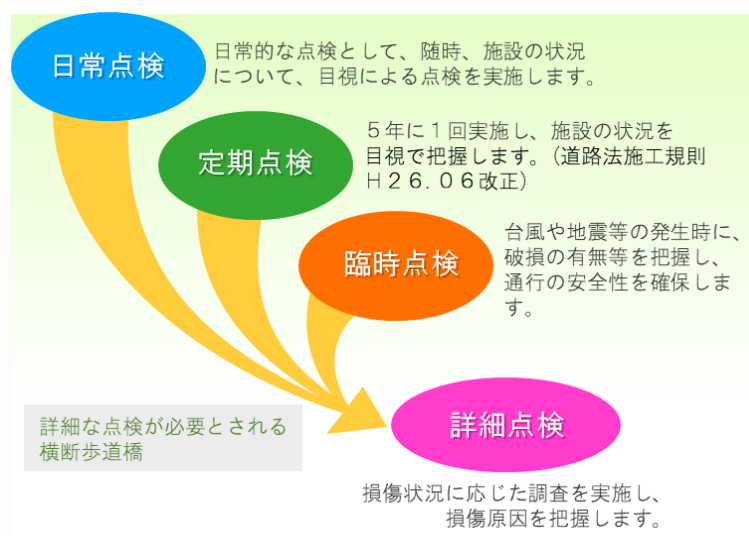 日常点検
日常的な点検として、随時、施設の状況
について、目視による点検を実施します。
定期点検
５年に１回実施し、施設の状況を
目視で把握します。（道路法施工規則
Ｈ２６．０６改正）
臨時点検
台風や地震等の発生時に、
破損の有無等を把握し、
通行の安全性を確保しま
す。
詳細な点検が必要とされる
横断歩道橋
詳細点検
損傷状況に応じた調査を実施し、
損傷原因を把握します。